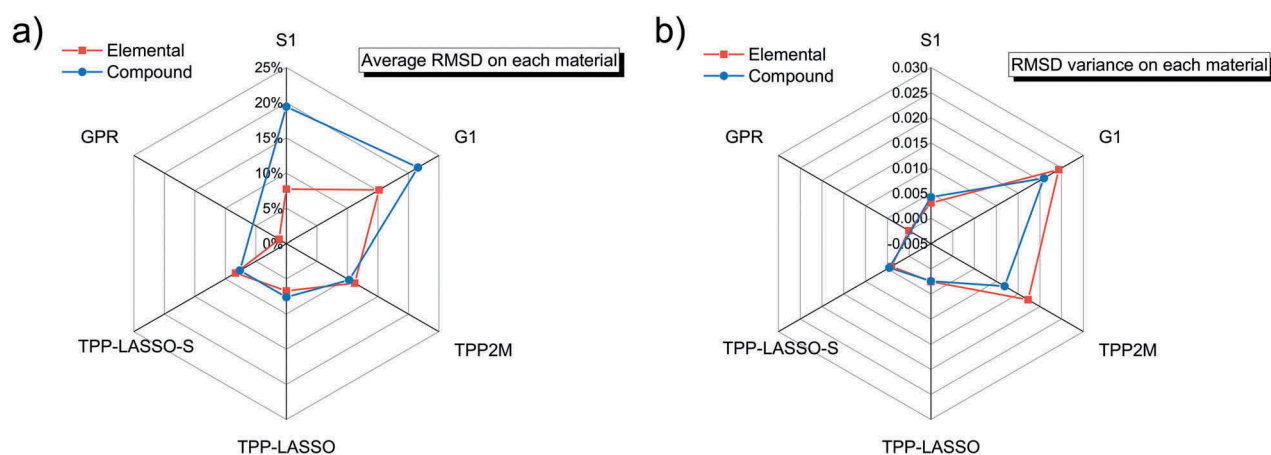 a)
Elemental
Compound
S1
Average RMSD on each material
25%
20%
15%
10%
5%
0%
GPR
G1
TPP-LASSO-S
TPP2M
TPP-LASSO
b)
Elemental
Compound
S1
RMSD variance on each material
0.030
0.025
0.020
0.015
0.010
0.005
0.000
-0.005
GPR
G1
TPP-LASSO-S
TPP2M
TPP-LASSO